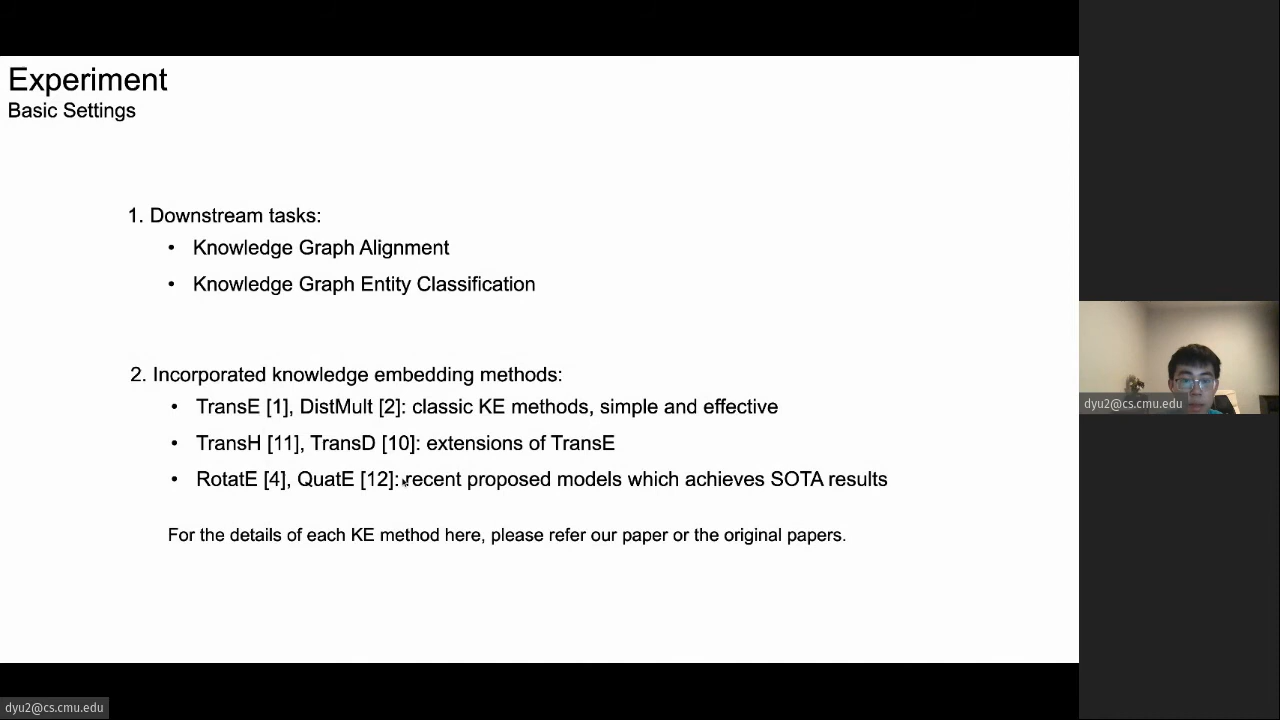 Experiment
Basic Settings
1. Downstream tasks:
• Knowledge Graph Alignment
• Knowledge Graph Entity Classification
2. Incorporated knowledge embedding methods:
• TransE [1], DistMult [2]: classic KE methods, simple and effective
• TransH [11], TransD [10]: extensions of TransE
• RotatE [4], QuatE [12]: recent proposed models which achieves SOTA results
For the details of each KE method here, please refer our paper or the original papers.
dyu2@cs.cmu.edu
dyu2@cs.cmu.edu